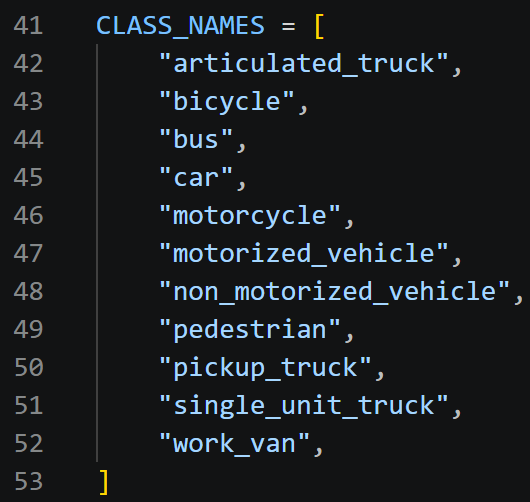 41 CLASS_NAMES = [
42     "articulated_truck",
43     "bicycle",
44     "bus",
45     "car",
46     "motorcycle",
47     "motorized_vehicle",
48     "non_motorized_vehicle",
49     "pedestrian",
50     "pickup_truck",
51     "single_unit_truck",
52     "work_van",
53 ]